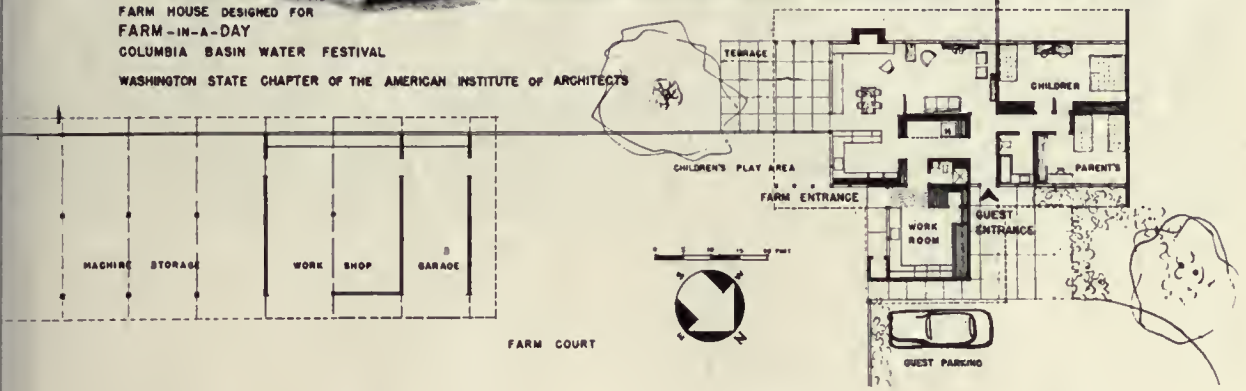 FARM HOUSE DESIGNED FOR
FARM-IN-A-DAY
COLUMBIA BASIN WATER FESTIVAL
WASHINGTON STATE CHAPTER OF THE AMERICAN INSTITUTE OF ARCHITECTS
TERRACE
CHILDREN
CHILDREN'S PLAY AREA
PARENT'S
FARM ENTRANCE
GUEST
ENTRANCE
WORK
ROOM
MACHINE STORAGE
WORK SHOP
GARAGE
FARM COURT
GUEST PARKING